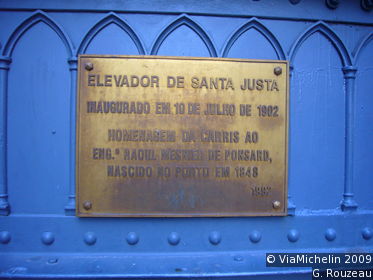 ELEVADOR DE SANTA JUSTA
INAUGURADO EM 10 DE JULHO DE 1902
HOMENAGEM DA CARRIS AO
ENG.º RAOUL MESNIER DE PONSARD,
NASCIDO NO PORTO EM 1848
1997
© ViaMichelin 2009
G. Rouzeau